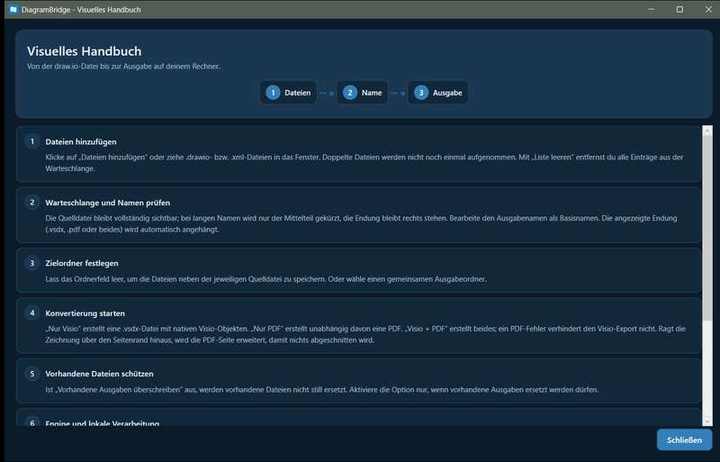 DiagramBridge - Visuelles Handbuch
Visuelles Handbuch
Von der draw.io-Datei bis zur Ausgabe auf deinem Rechner.
1 Dateien → 2 Name → 3 Ausgabe
1 Dateien hinzufügen
Klicke auf „Dateien hinzufügen“ oder ziehe .drawio- bzw. .xml-Dateien in das Fenster. Doppelte Dateien werden nicht noch einmal aufgenommen. Mit „Liste leeren“ entfernst du alle Einträge aus der
Warteschlange.
2 Warteschlange und Namen prüfen
Die Quelldatei bleibt vollständig sichtbar; bei langen Namen wird nur der Mittelteil gekürzt, die Endung bleibt rechts stehen. Bearbeite den Ausgabenamen als Basisnamen. Die angezeigte Endung
(.vsdx, .pdf oder beides) wird automatisch angehängt.
3 Zielordner festlegen
Lass das Ordnerfeld leer, um die Dateien neben der jeweiligen Quelldatei zu speichern. Oder wähle einen gemeinsamen Ausgabeordner.
4 Konvertierung starten
„Nur Visio“ erstellt eine .vsdx-Datei mit nativen Visio-Objekten. „Nur PDF“ erstellt unabhängig davon eine PDF. „Visio + PDF“ erstellt beides; ein PDF-Fehler verhindert den Visio-Export nicht. Ragt die
Zeichnung über den Seitenrand hinaus, wird die PDF-Seite erweitert, damit nichts abgeschnitten wird.
5 Vorhandene Dateien schützen
Ist „Vorhandene Ausgaben überschreiben“ aus, werden vorhandene Dateien nicht still ersetzt. Aktiviere die Option nur, wenn vorhandene Ausgaben ersetzt werden dürfen.
6 Engine und lokale Verarbeitung
Schließen